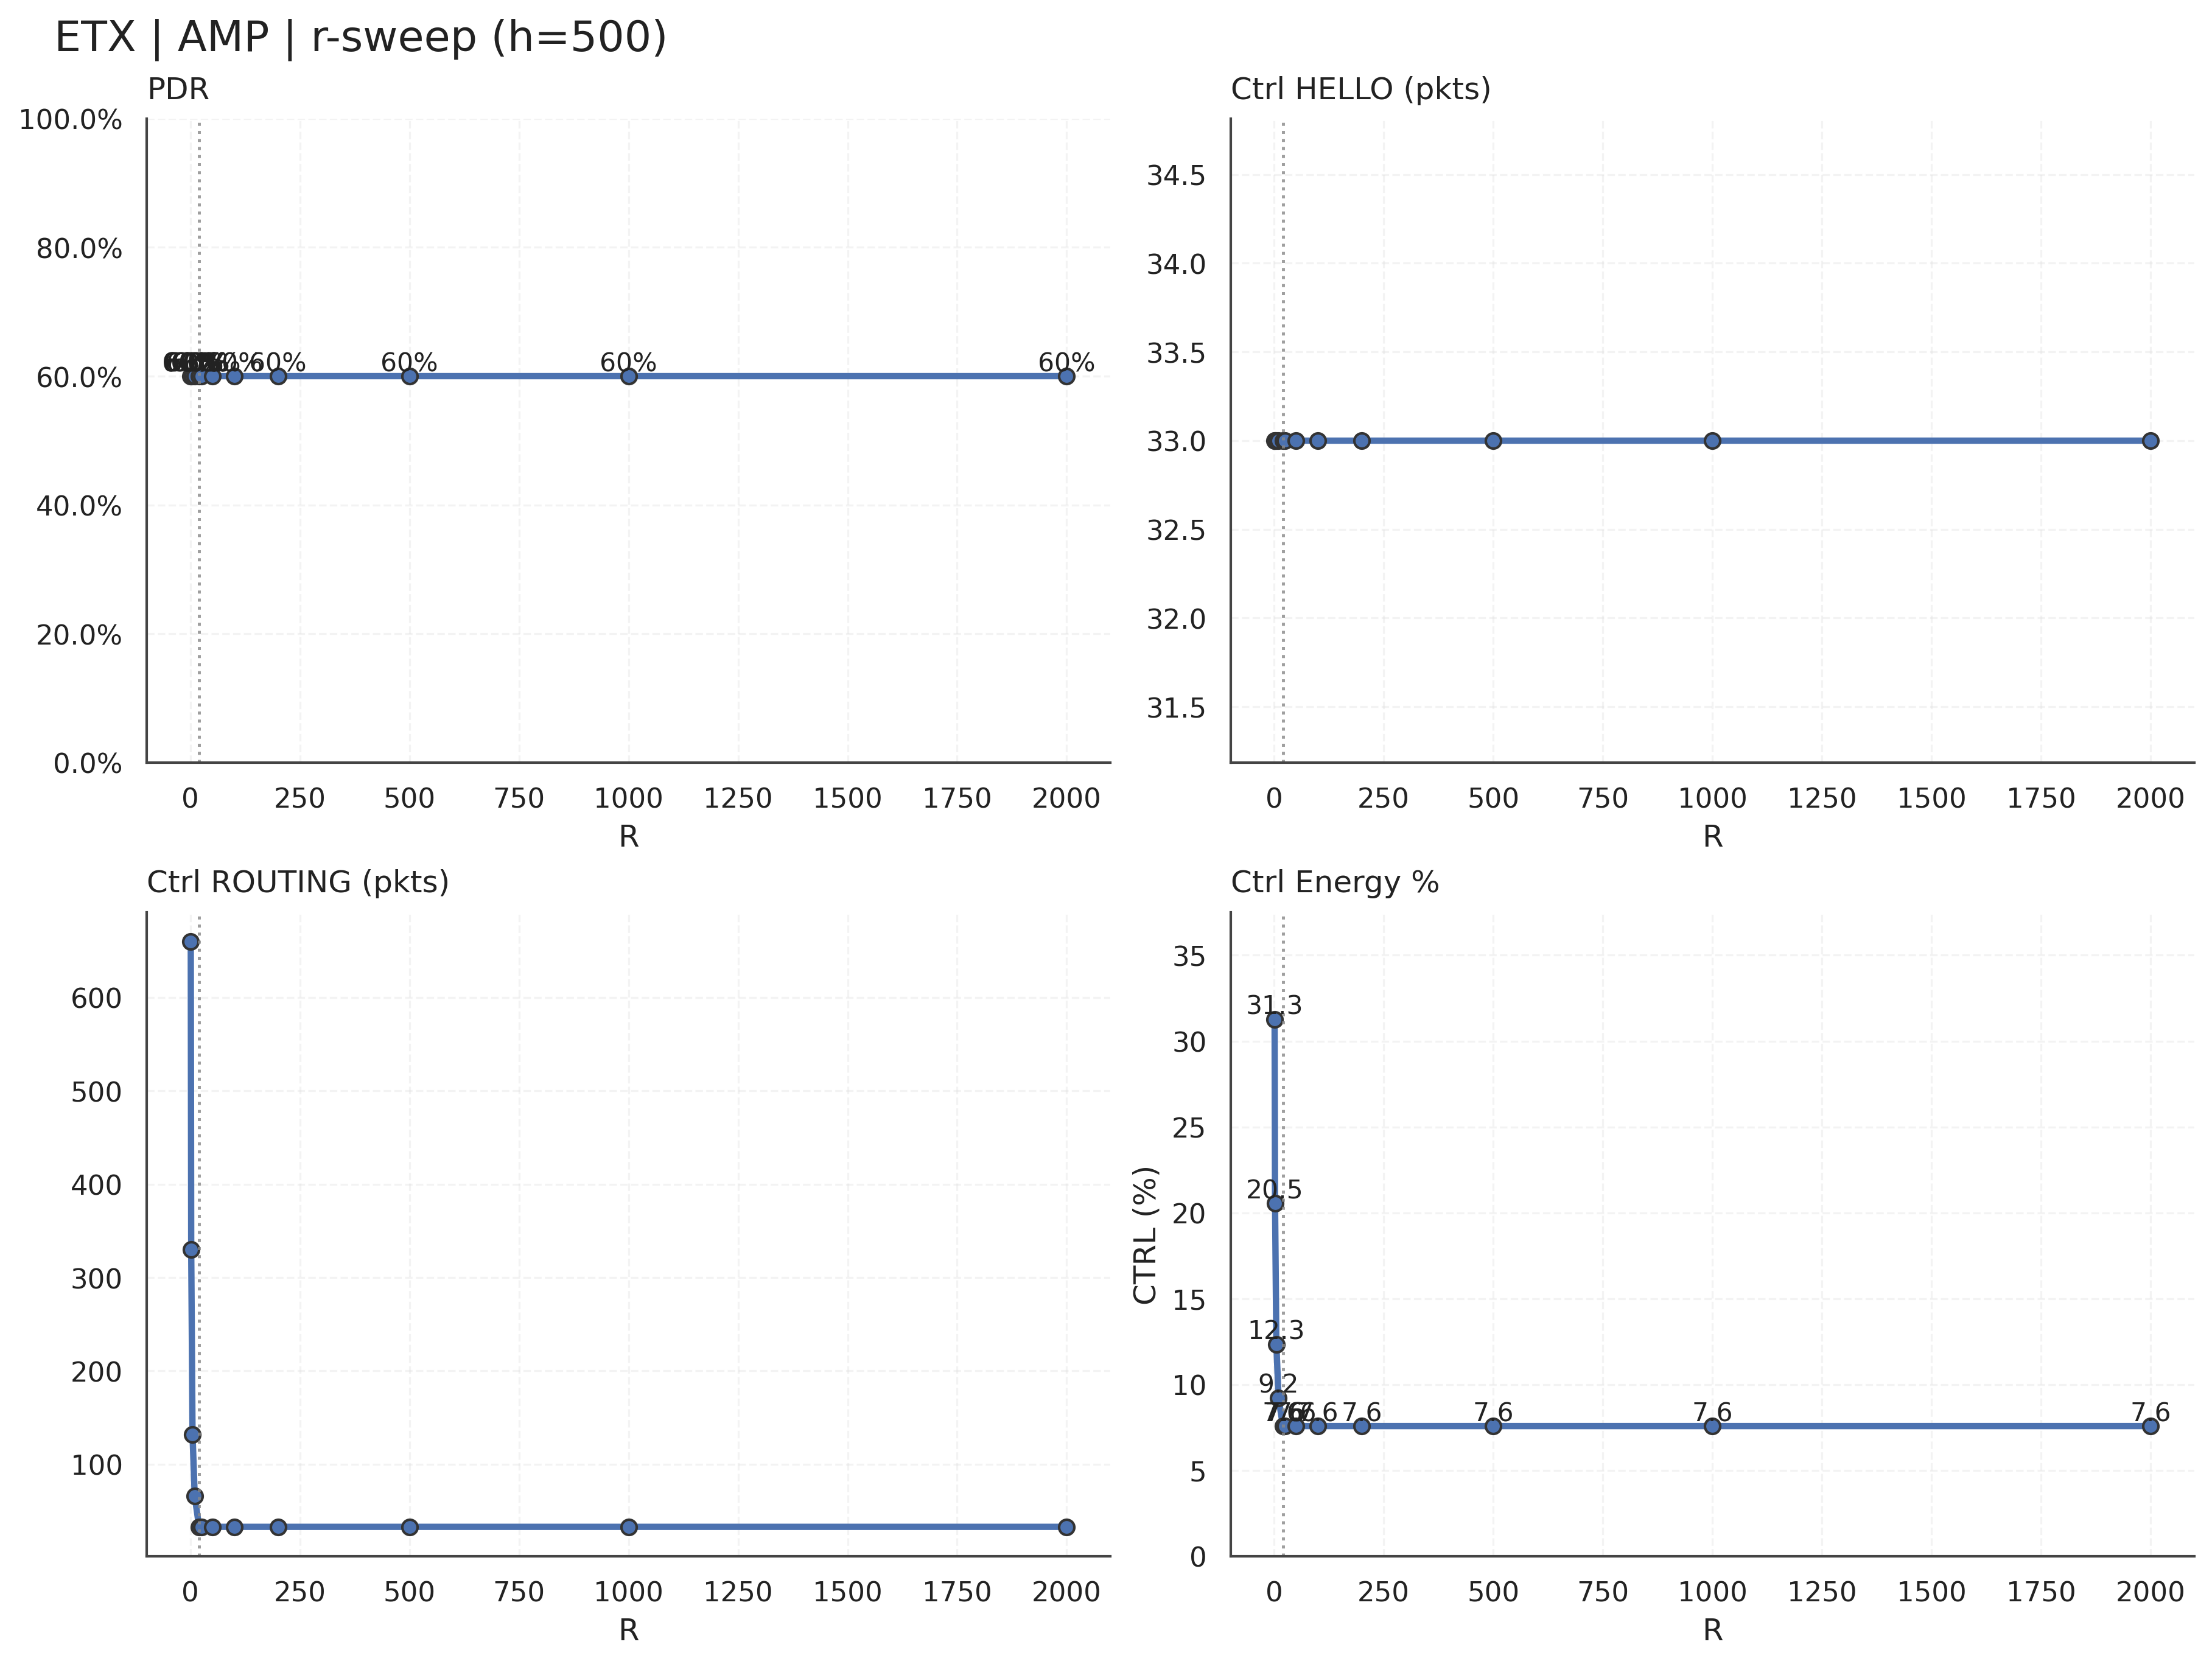 ETX | AMP | r-sweep (h=500)
PDR
100.0%
80.0%
60.0%
40.0%
20.0%
0.0%
60% 60% 60% 60%
0 250 500 750 1000 1250 1500 1750 2000
R
Ctrl HELLO (pkts)
34.5
34.0
33.5
33.0
32.5
32.0
31.5
0 250 500 750 1000 1250 1500 1750 2000
R
Ctrl ROUTING (pkts)
600
500
400
300
200
100
0 250 500 750 1000 1250 1500 1750 2000
R
Ctrl Energy %
CTRL (%)
35
30
25
20
15
10
5
0
31.3
20.5
12.3
9.2
7.6 7.6 7.6 7.6
0 250 500 750 1000 1250 1500 1750 2000
R